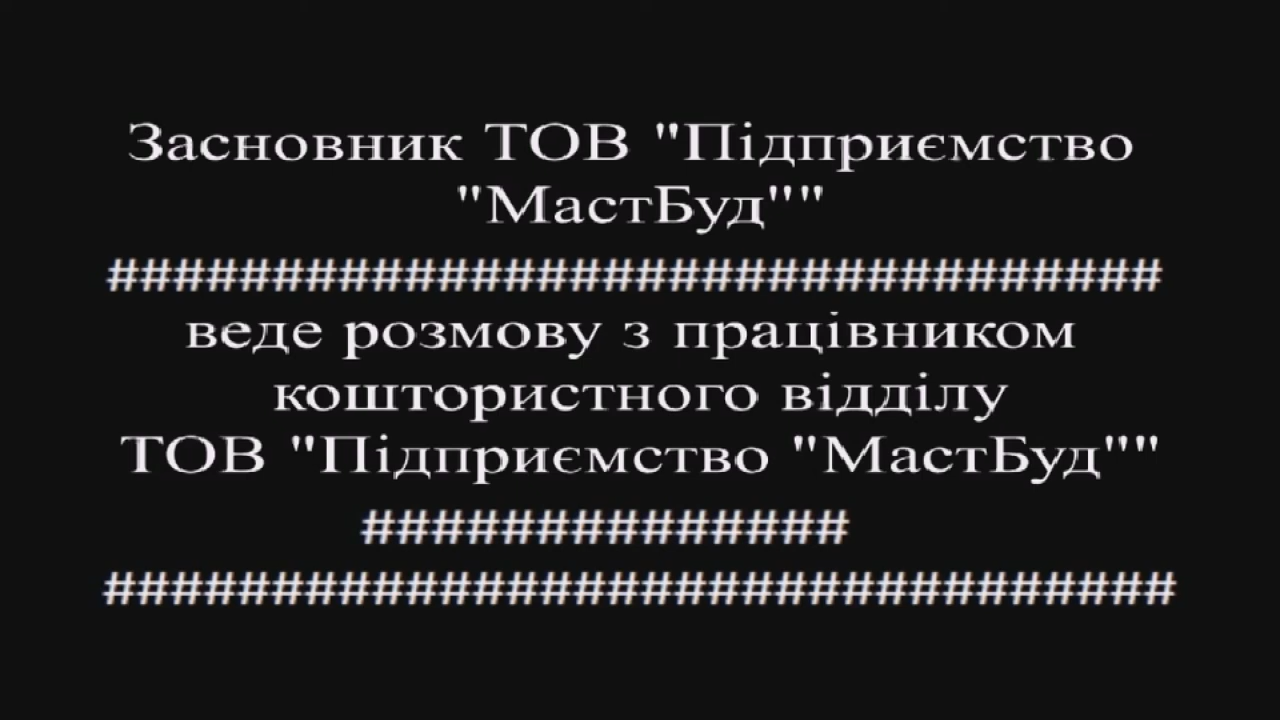 Засновник ТОВ "Підприємство
"МастБуд""
################################
веде розмову з працівником
коштористного відділу
ТОВ "Підприємство "МастБуд""
##############
################################